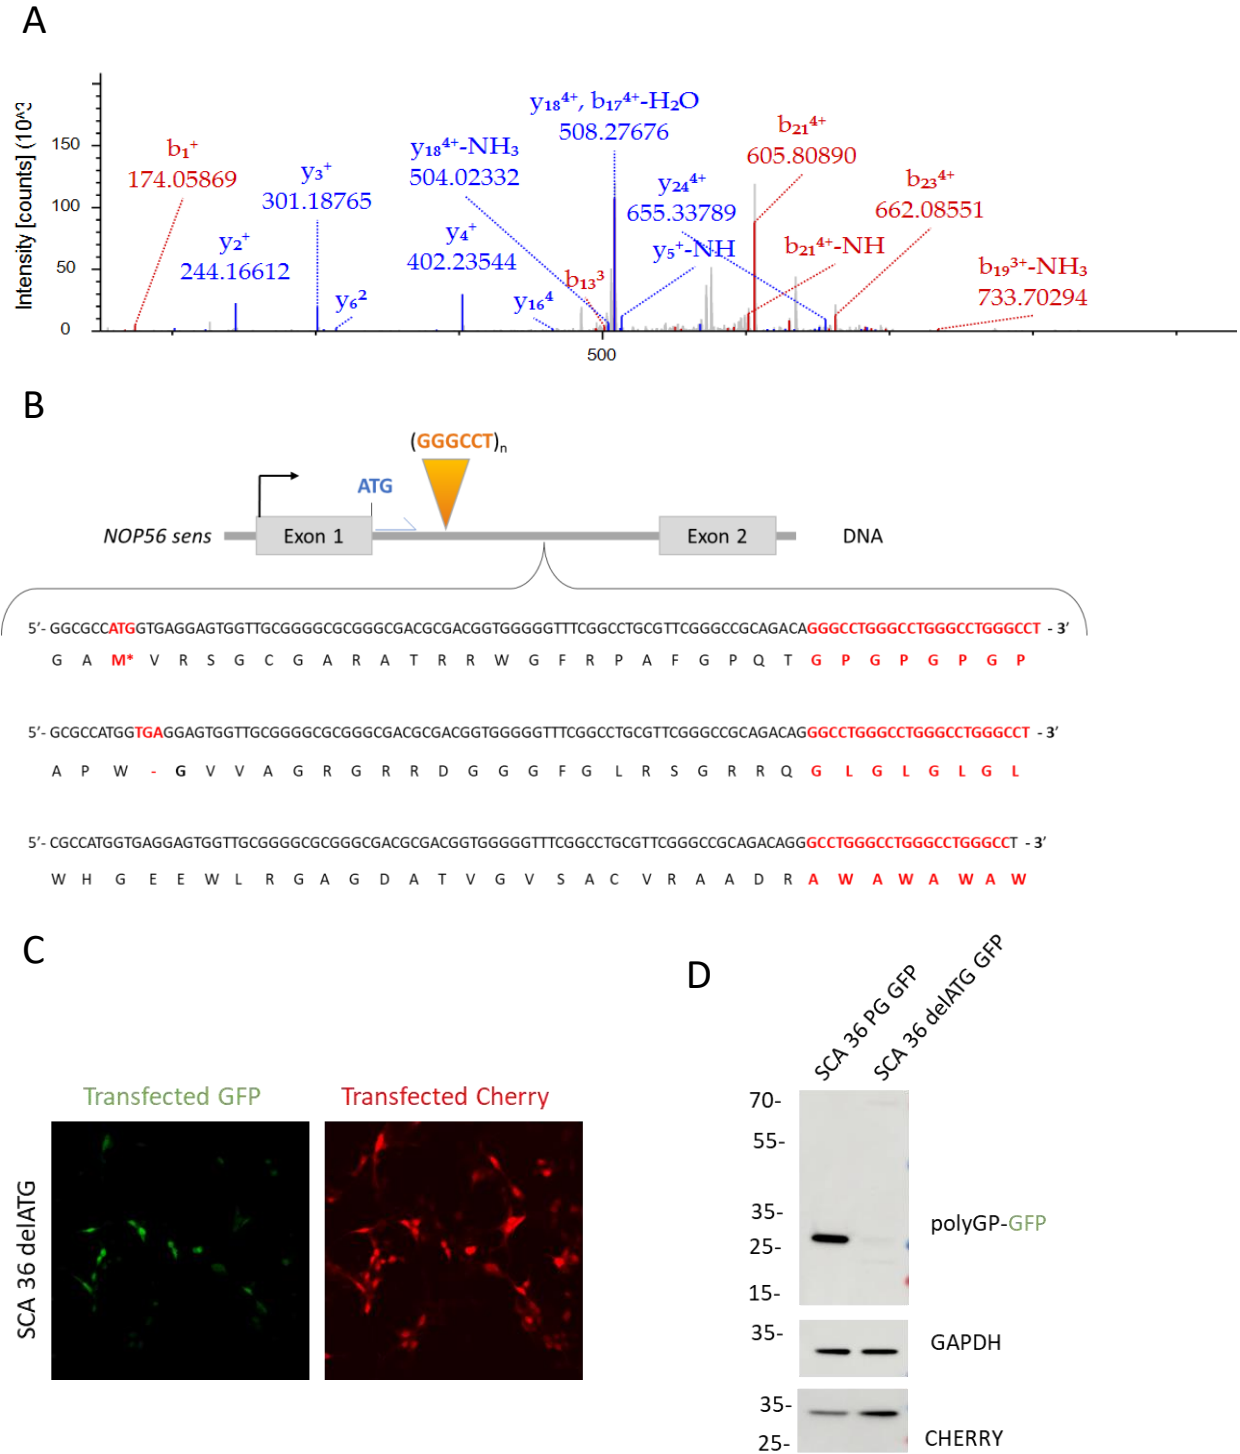 A
Intensity [counts] (10^3
150
100
50
0
500
b₁⁺
174.05869
y₂⁺
244.16612
y₃⁺
301.18765
y₆²
y₁₈⁴⁺-NH₃
504.02332
y₄⁺
402.23544
y₁₆⁴
y₁₈⁴⁺, b₁₇⁴⁺-H₂O
508.27676
b₁₃³
y₂₄⁴⁺
655.33789
y₅⁺-NH
b₂₁⁴⁺
605.80890
b₂₁⁴⁺-NH
b₂₃⁴⁺
662.08551
b₁₉³⁺-NH₃
733.70294
B
(GGGCCT)n
ATG
NOP56 sens
Exon 1
Exon 2
DNA
5'- GGCGCCATGGTGAGGAGTGGTTGCGGGGCGCGGGCGACGCGACGGTGGGGGTTTCGGCCTGCGTTCGGGCCGCAGACAGGGCCTGGGCCTGGGCCTGGGCCT - 3'
G A M* V R S G C G A R A T R R W G F R P A F G P Q T G P G P G P G P
5'- GCGCCATGGTGAGGAGTGGTTGCGGGGCGCGGGCGACGCGACGGTGGGGGTTTCGGCCTGCGTTCGGGCCGCAGACAGGGCCTGGGCCTGGGCCTGGGCCT - 3'
A P W - G V V A G R G R R D G G G F G L R S G R R Q G L G L G L G L
5'- CGCCATGGTGAGGAGTGGTTGCGGGGCGCGGGCGACGCGACGGTGGGGGTTTCGGCCTGCGTTCGGGCCGCAGACAGGGCCTGGGCCTGGGCCTGGGCCT - 3'
W H G E E W L R G A G D A T V G V S A C V R A A D R A W A W A W A W
C
Transfected GFP
Transfected Cherry
SCA 36 delATG
D
SCA 36 PG GFP
SCA 36 delATG GFP
70-
55-
35-
25-
15-
polyGP-GFP
35-
GAPDH
35-
25-
CHERRY